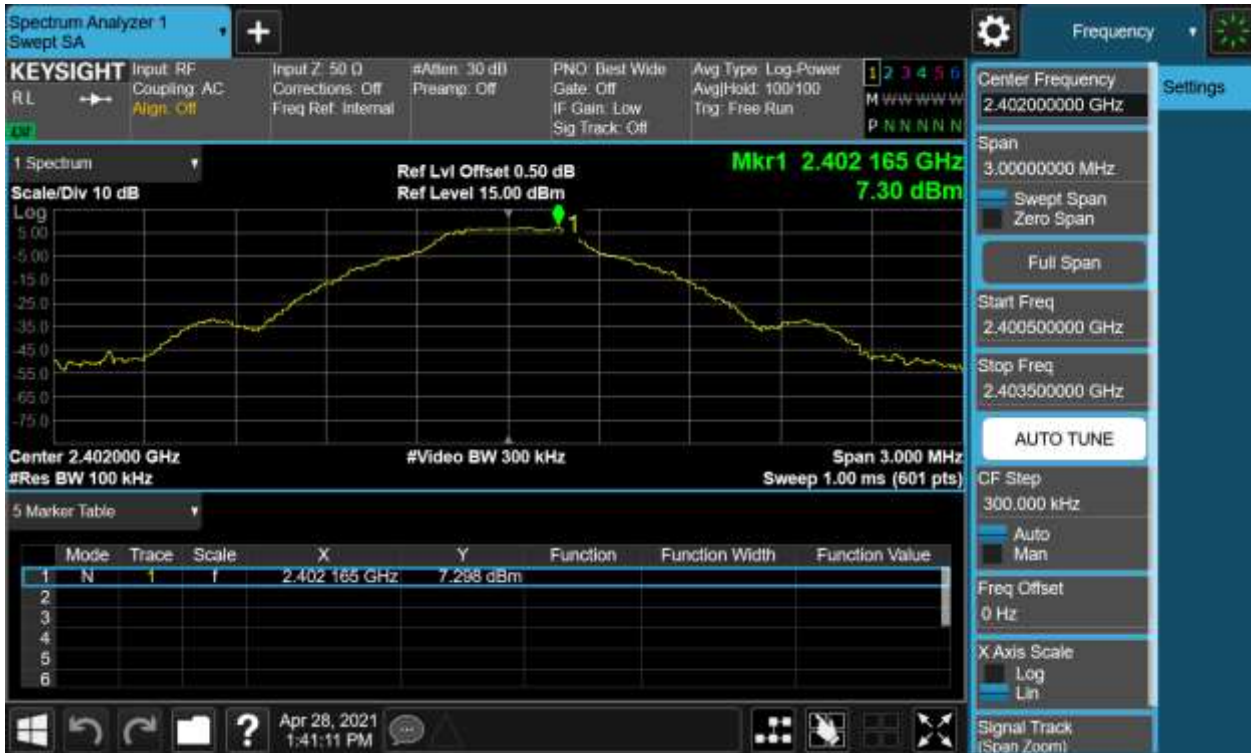 Spectrum Analyzer 1
Swept SA
+
Frequency
KEYSIGHT
RL
Input: RF
Coupling: AC
Align: Off
Input Z: 50 Ω
Corrections: Off
Freq Ref: Internal
#Atten: 30 dB
Preamp: Off
PNO: Best Wide
Gate: Off
IF Gain: Low
Sig Track: Off
Avg Type: Log-Power
Avg|Hold: 100/100
Trig: Free Run
1 2 3 4 5 6
M W W W W W
P N N N N N
1 Spectrum
Scale/Div 10 dB
Ref Lvl Offset 0.50 dB
Ref Level 15.00 dBm
Mkr1 2.402 165 GHz
7.30 dBm
Log
1
5.00
-5.00
-15.0
-25.0
-35.0
-45.0
-55.0
-65.0
-75.0
Center 2.402000 GHz
#Res BW 100 kHz
#Video BW 300 kHz
Span 3.000 MHz
Sweep 1.00 ms (601 pts)
5 Marker Table
Mode Trace Scale X Y Function Function Width Function Value
1 N 1 f 2.402 165 GHz 7.298 dBm
2
3
4
5
6
?
Apr 28, 2021
1:41:11 PM
Center Frequency
2.402000000 GHz
Settings
Span
3.00000000 MHz
Swept Span
Zero Span
Full Span
Start Freq
2.400500000 GHz
Stop Freq
2.403500000 GHz
AUTO TUNE
CF Step
300.000 kHz
Auto
Man
Freq Offset
0 Hz
X Axis Scale
Log
Lin
Signal Track
(Span Zoom)